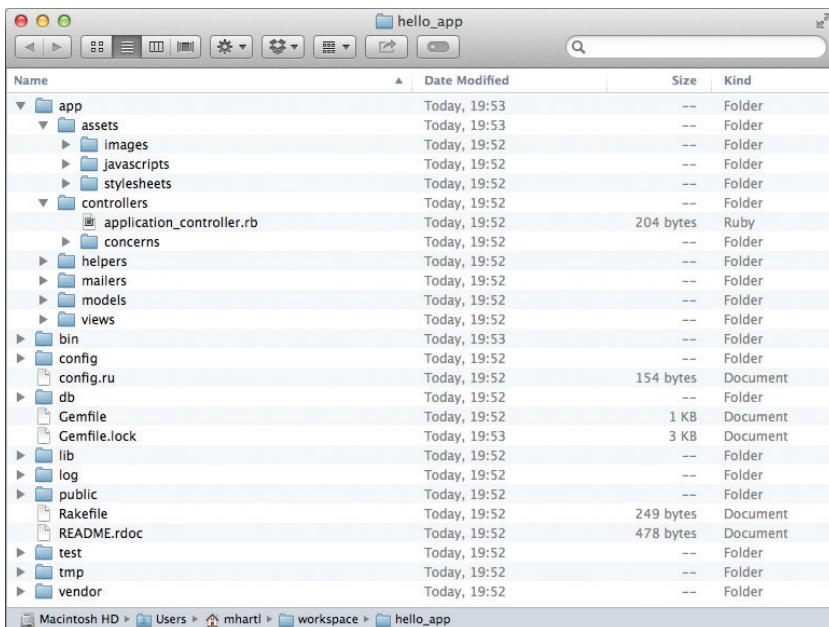 hello_app
Name Date Modified Size Kind
app Today, 19:53 -- Folder
assets Today, 19:53 -- Folder
images Today, 19:52 -- Folder
javascripts Today, 19:52 -- Folder
stylesheets Today, 19:52 -- Folder
controllers Today, 19:52 -- Folder
application_controller.rb Today, 19:52 204 bytes Ruby
concerns Today, 19:52 -- Folder
helpers Today, 19:52 -- Folder
mailers Today, 19:52 -- Folder
models Today, 19:52 -- Folder
views Today, 19:52 -- Folder
bin Today, 19:53 -- Folder
config Today, 19:52 -- Folder
config.ru Today, 19:52 154 bytes Document
db Today, 19:52 -- Folder
Gemfile Today, 19:52 1 KB Document
Gemfile.lock Today, 19:53 3 KB Document
lib Today, 19:52 -- Folder
log Today, 19:52 -- Folder
public Today, 19:52 -- Folder
Rakefile Today, 19:52 249 bytes Document
README.rdoc Today, 19:52 478 bytes Document
test Today, 19:52 -- Folder
tmp Today, 19:52 -- Folder
vendor Today, 19:52 -- Folder
Macintosh HD Users mhartl workspace hello_app